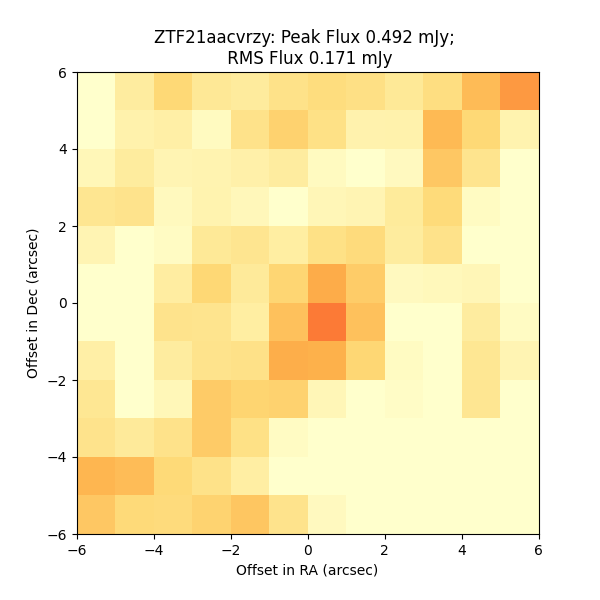 ZTF21aacvrzy: Peak Flux 0.492 mJy;
RMS Flux 0.171 mJy
6
4
2
0
−2
−4
−6
Offset in Dec (arcsec)
−6 −4 −2 0 2 4 6
Offset in RA (arcsec)